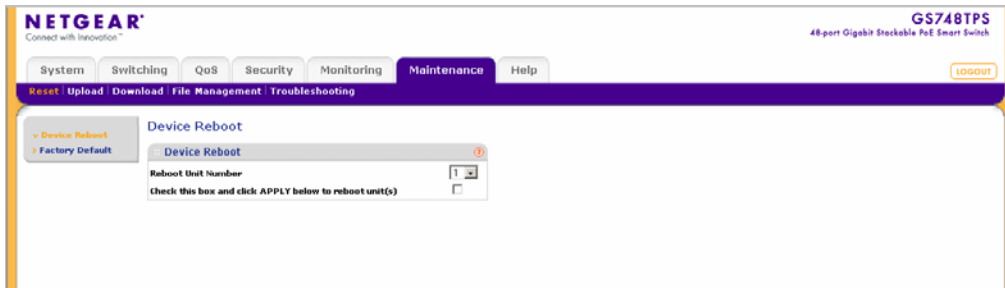 NETGEAR®
Connect with Innovation™
GS748TPS
48-port Gigabit Stackable PoE Smart Switch
System Switching QoS Security Monitoring Maintenance Help
LOGOUT
Reset Upload Download File Management Troubleshooting
Device Reboot
Factory Default
Device Reboot
Device Reboot
Reboot Unit Number 1
Check this box and click APPLY below to reboot unit(s)